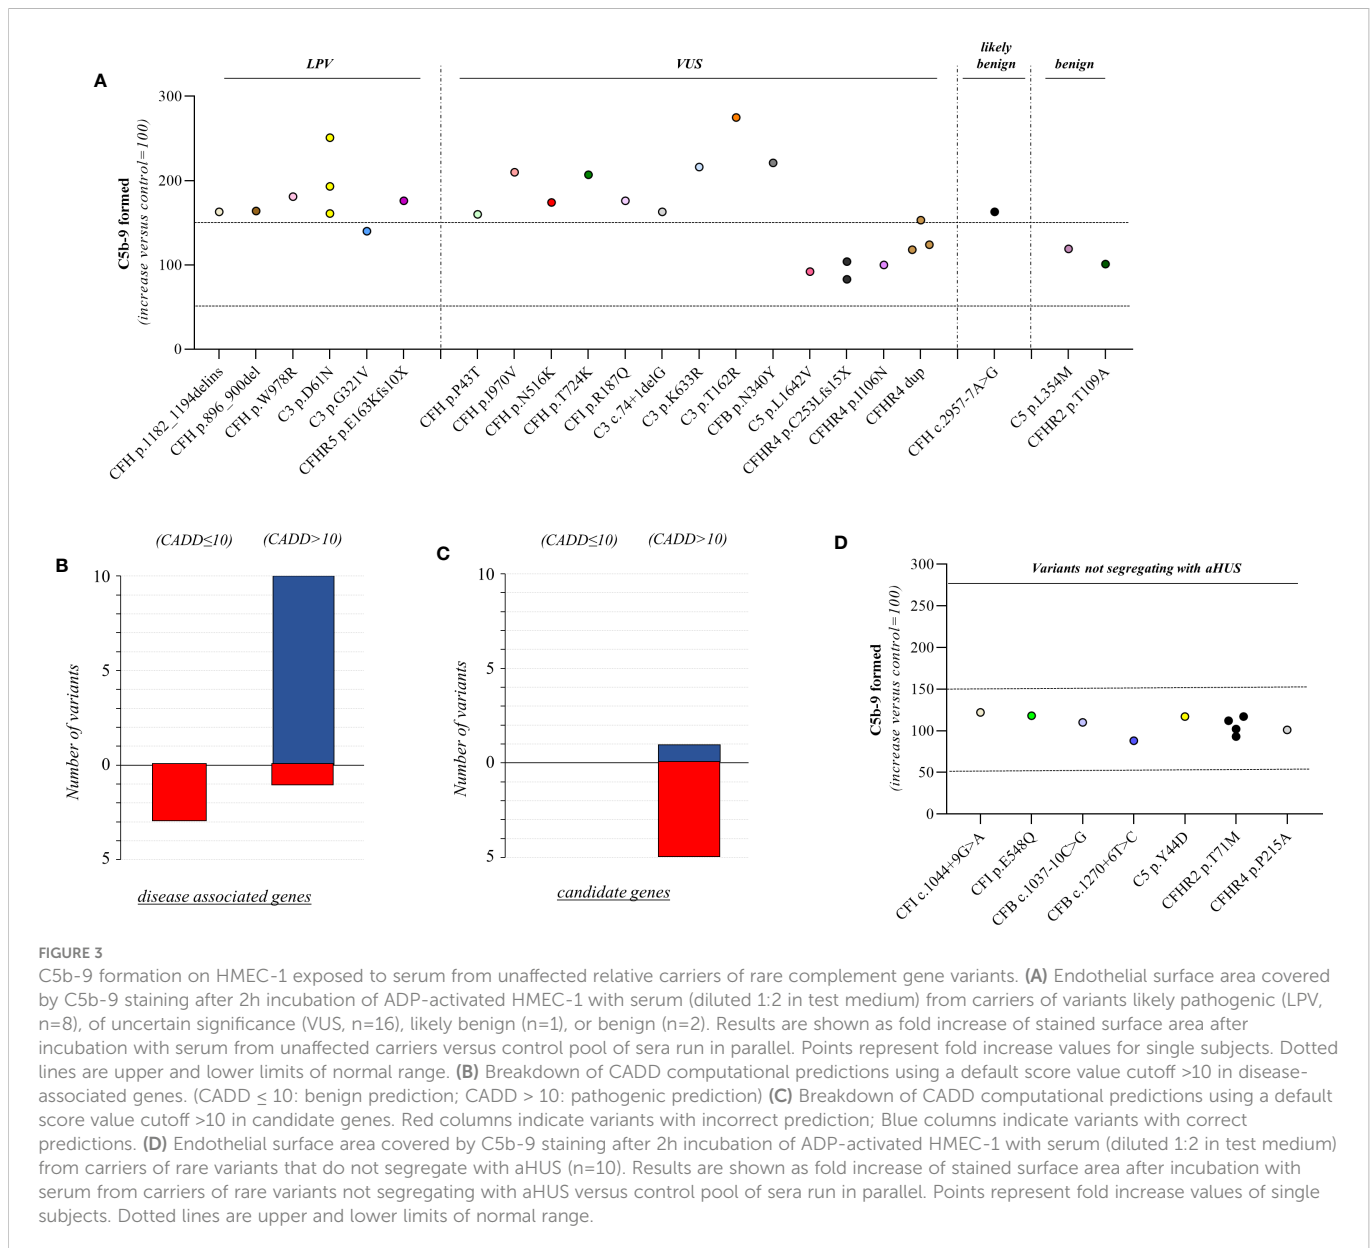 A
LPV
VUS
likely
benign
benign
C5b-9 formed
(increase versus control=100)
300
200
100
0
CFH p.1182_1194delins
CFH p.896_900del
CFH p.W978R
C3 p.D61N
C3 p.G321V
CFHR5 p.E163Kfs10X
CFH p.P43T
CFH p.I970V
CFH p.N516K
CFH p.T724K
CFI p.R187Q
C3 c.74+1delG
C3 p.K633R
C3 p.T162R
CFB p.N340Y
C5 p.L1642V
CFHR4 p.C253Lfs15X
CFHR4 p.I106N
CFHR4 dup
CFH c.2957-7A>G
C5 p.L354M
CFHR2 p.T109A
B
(CADD≤10) (CADD>10)
Number of variants
10
5
0
5
disease associated genes
C
(CADD≤10) (CADD>10)
Number of variants
10
5
0
5
candidate genes
D
Variants not segregating with aHUS
C5b-9 formed
(increase versus control=100)
300
250
200
150
100
50
0
CFI c.1044+9G>A
CFI p.E548Q
CFB c.1037-10C>G
CFB c.1270+6T>C
C5 p.Y44D
CFHR2 p.T71M
CFHR4 p.P215A
FIGURE 3
C5b-9 formation on HMEC-1 exposed to serum from unaffected relative carriers of rare complement gene variants. (A) Endothelial surface area covered
by C5b-9 staining after 2h incubation of ADP-activated HMEC-1 with serum (diluted 1:2 in test medium) from carriers of variants likely pathogenic (LPV,
n=8), of uncertain significance (VUS, n=16), likely benign (n=1), or benign (n=2). Results are shown as fold increase of stained surface area after
incubation with serum from unaffected carriers versus control pool of sera run in parallel. Points represent fold increase values for single subjects. Dotted
lines are upper and lower limits of normal range. (B) Breakdown of CADD computational predictions using a default score value cutoff >10 in disease-
associated genes. (CADD ≤ 10: benign prediction; CADD > 10: pathogenic prediction) (C) Breakdown of CADD computational predictions using a default
score value cutoff >10 in candidate genes. Red columns indicate variants with incorrect prediction; Blue columns indicate variants with correct
predictions. (D) Endothelial surface area covered by C5b-9 staining after 2h incubation of ADP-activated HMEC-1 with serum (diluted 1:2 in test medium)
from carriers of rare variants that do not segregate with aHUS (n=10). Results are shown as fold increase of stained surface area after incubation with
serum from carriers of rare variants not segregating with aHUS versus control pool of sera run in parallel. Points represent fold increase values of single
subjects. Dotted lines are upper and lower limits of normal range.